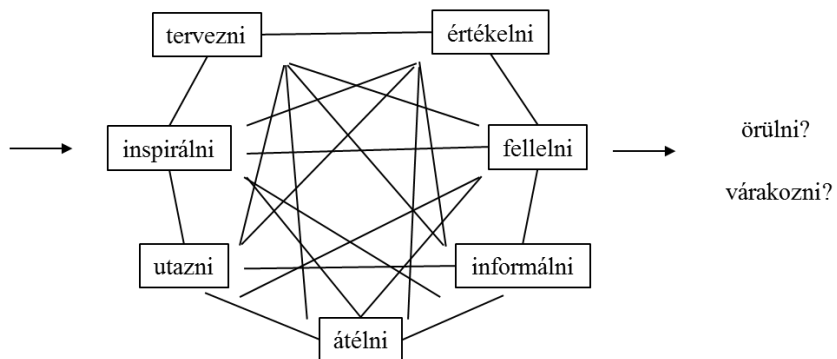 tervezni
értékelni
inspirálni
fellelni
örülni?
várakozni?
utazni
informálni
átélni